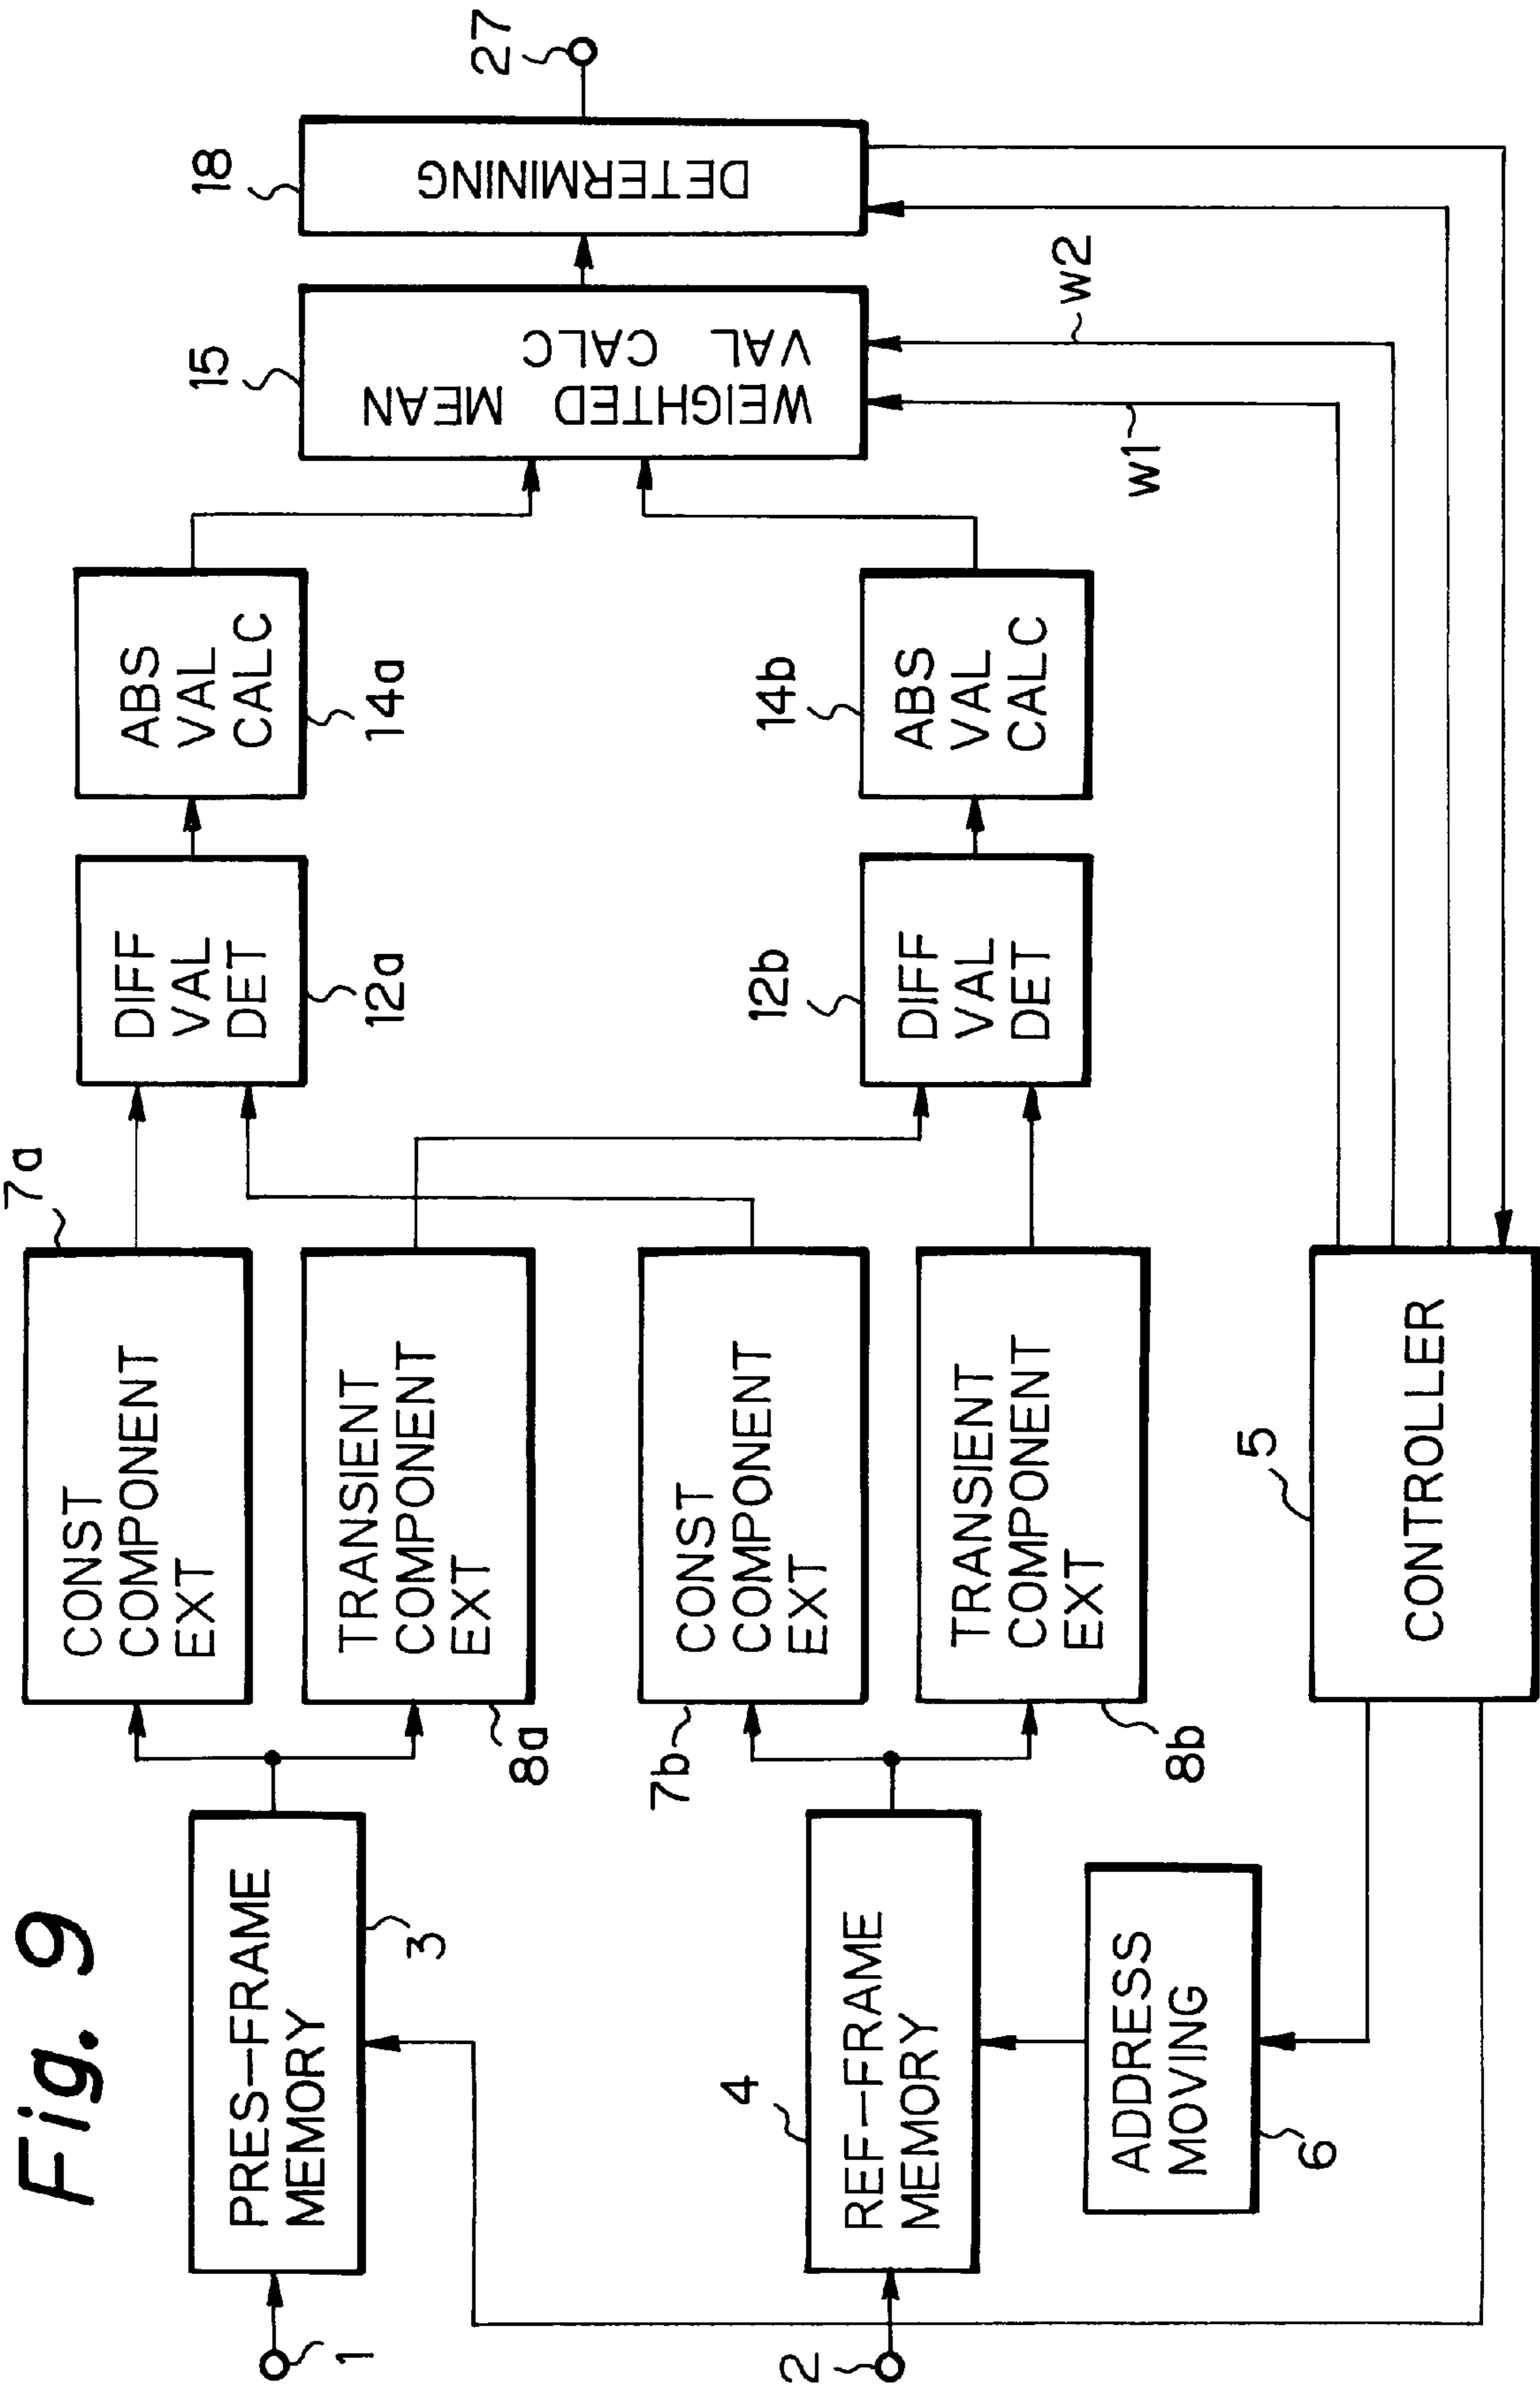 Fig. 9
1
PRES-FRAME
MEMORY
3
2
REF-FRAME
MEMORY
4
ADDRESS
MOVING
6
CONST
COMPONENT
EXT
7a
TRANSIENT
COMPONENT
EXT
8a
CONST
COMPONENT
EXT
7b
TRANSIENT
COMPONENT
EXT
8b
CONTROLLER
5
DIFF
VAL
DET
12a
DIFF
VAL
DET
12b
ABS
VAL
CALC
14a
ABS
VAL
CALC
14b
WEIGHTED MEAN
VAL CALC
15
w1
w2
DETERMINING
18
27